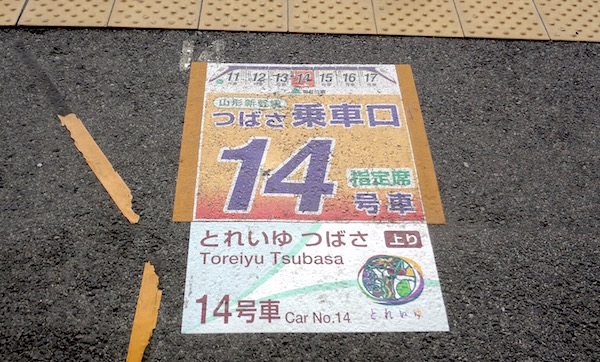 11 12 13 14 15 16 17
山形新幹線
つばさ 乗車口
14
指定席
号車
とれいゆ つばさ 上り
Toreiyu Tsubasa
14号車 Car No.14
とれいゆ